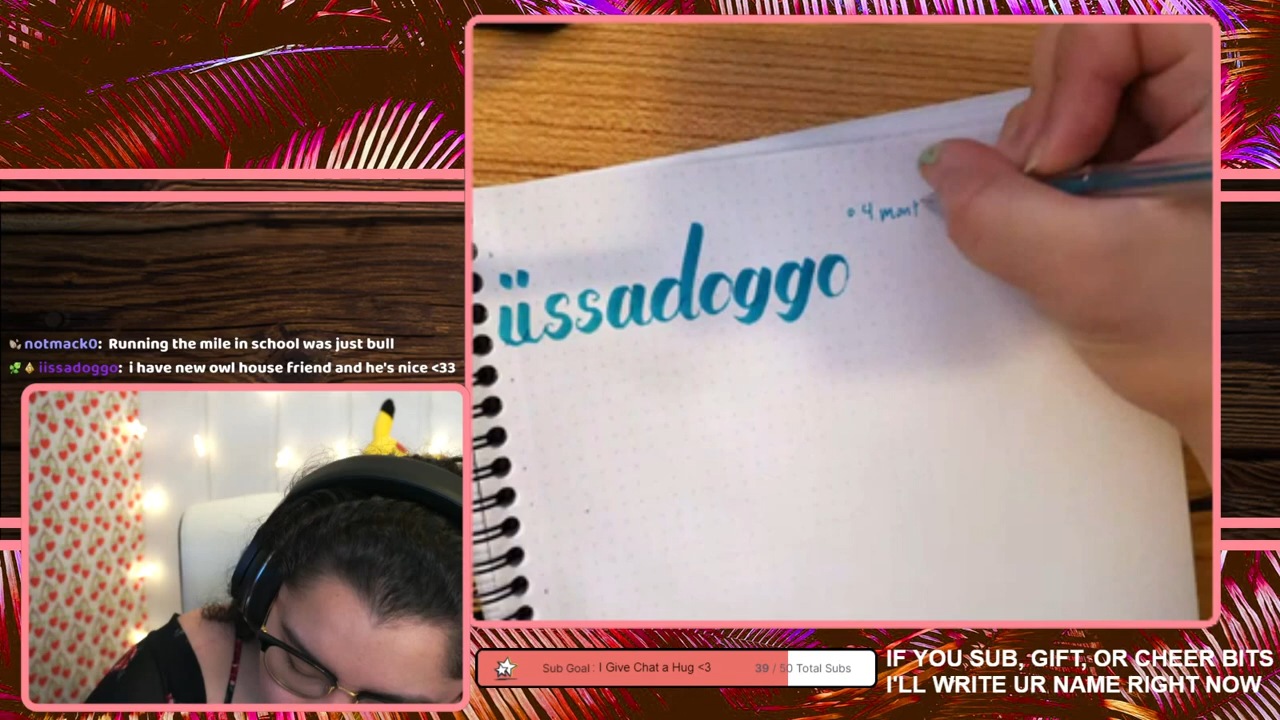 notmack0: Running the mile in school was just bull
iissadoggo: i have new owl house friend and he's nice <33
4 mont
iissadoggo
Sub Goal: I Give Chat a Hug <3 39 / 50 Total Subs
IF YOU SUB, GIFT, OR CHEER BITS
I'LL WRITE UR NAME RIGHT NOW